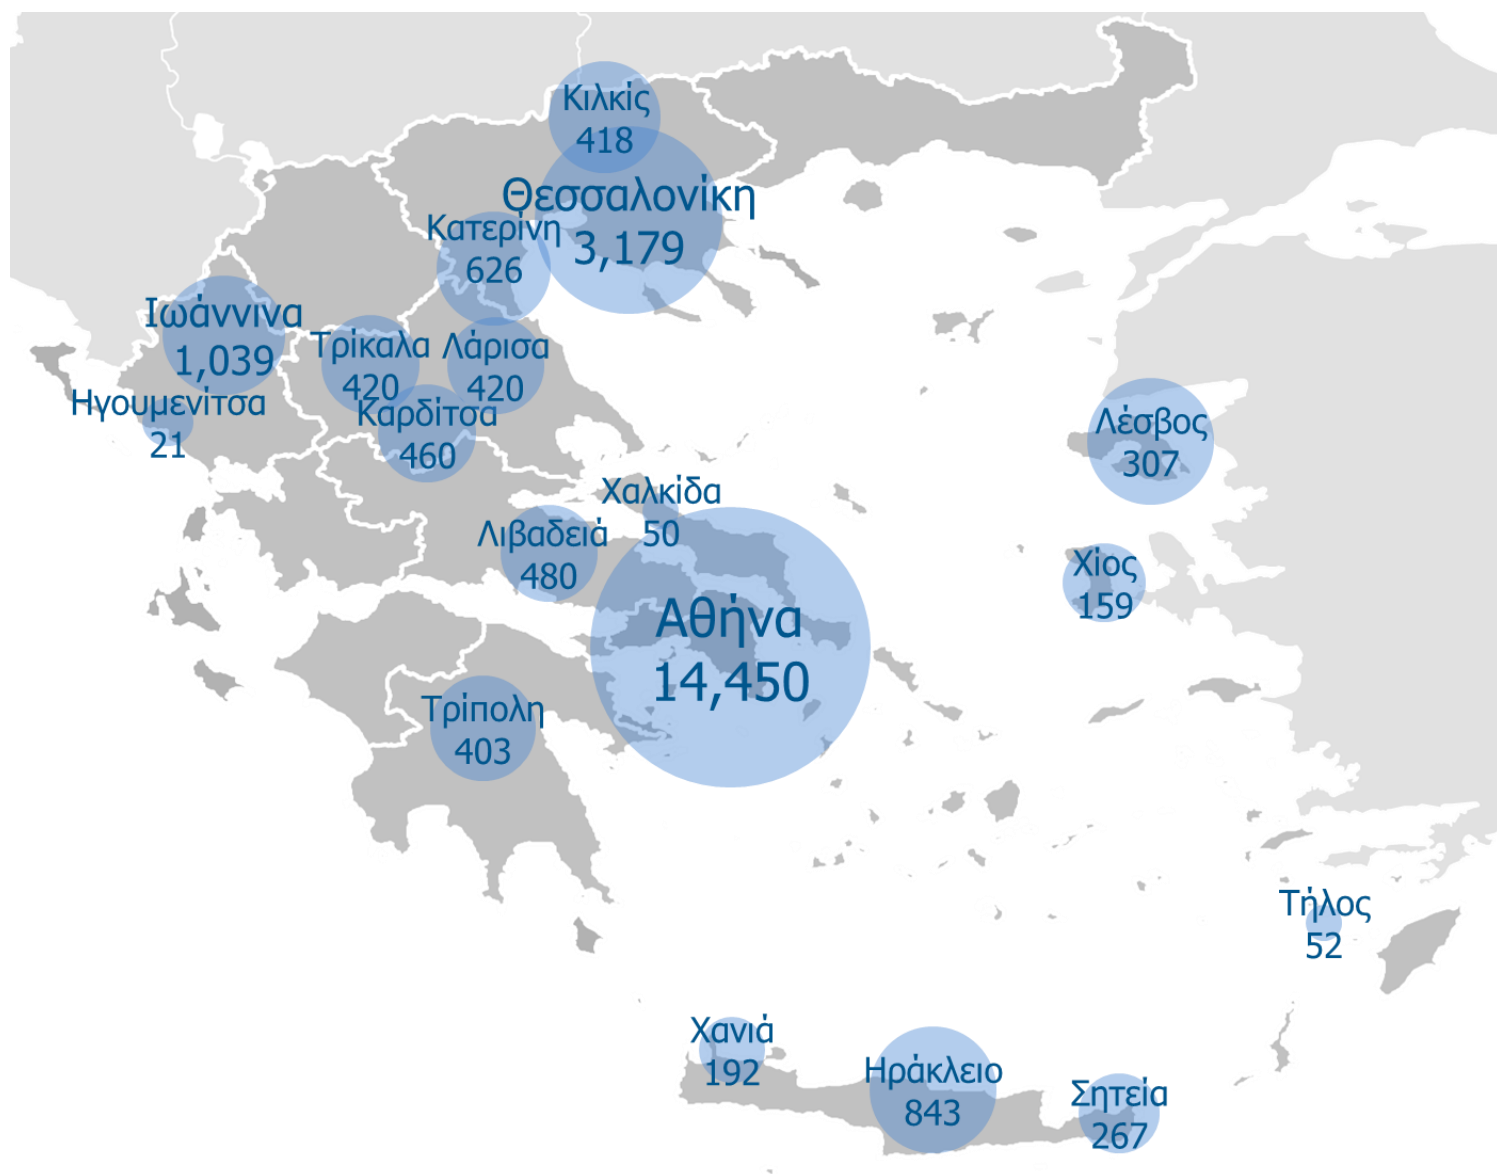 Κιλκίς
418
Θεσσαλονίκη
3,179
Κατερίνη
626
Ιωάννινα
1,039
Τρίκαλα
420
Λάρισα
420
Ηγουμενίτσα
21
Καρδίτσα
460
Λέσβος
307
Χαλκίδα
50
Λιβαδειά
480
Χίος
159
Αθήνα
14,450
Τρίπολη
403
Τήλος
52
Χανιά
192
Ηράκλειο
843
Σητεία
267